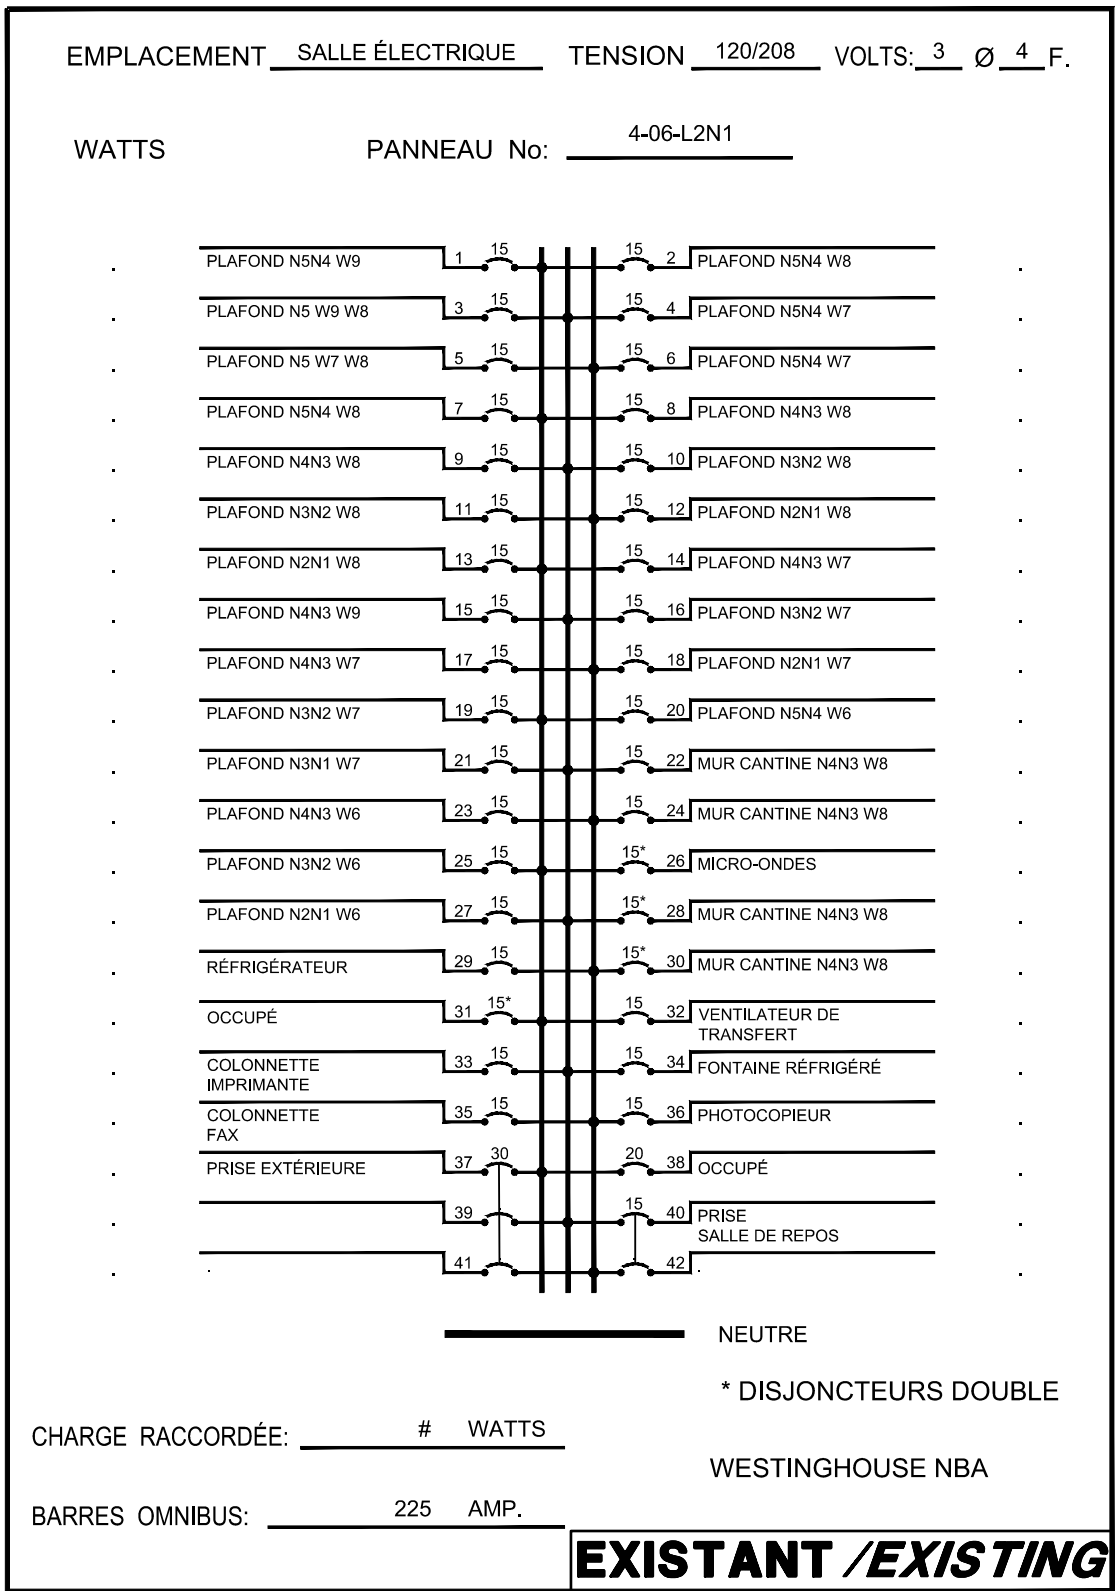 EMPLACEMENT SALLE ÉLECTRIQUE TENSION 120/208 VOLTS: 3 Ø 4 F.
WATTS PANNEAU No: 4-06-L2N1
PLAFOND N5N4 W9 1 15 15 2 PLAFOND N5N4 W8
PLAFOND N5 W9 W8 3 15 15 4 PLAFOND N5N4 W7
PLAFOND N5 W7 W8 5 15 15 6 PLAFOND N5N4 W7
PLAFOND N5N4 W8 7 15 15 8 PLAFOND N4N3 W8
PLAFOND N4N3 W8 9 15 15 10 PLAFOND N3N2 W8
PLAFOND N3N2 W8 11 15 15 12 PLAFOND N2N1 W8
PLAFOND N2N1 W8 13 15 15 14 PLAFOND N4N3 W7
PLAFOND N4N3 W9 15 15 15 16 PLAFOND N3N2 W7
PLAFOND N4N3 W7 17 15 15 18 PLAFOND N2N1 W7
PLAFOND N3N2 W7 19 15 15 20 PLAFOND N5N4 W6
PLAFOND N3N1 W7 21 15 15 22 MUR CANTINE N4N3 W8
PLAFOND N4N3 W6 23 15 15 24 MUR CANTINE N4N3 W8
PLAFOND N3N2 W6 25 15 15* 26 MICRO-ONDES
PLAFOND N2N1 W6 27 15 15* 28 MUR CANTINE N4N3 W8
RÉFRIGÉRATEUR 29 15 15* 30 MUR CANTINE N4N3 W8
OCCUPÉ 31 15* 15 32 VENTILATEUR DE
TRANSFERT
COLONNETTE 33 15 15 34 FONTAINE RÉFRIGÉRÉ
IMPRIMANTE
COLONNETTE 35 15 15 36 PHOTOCOPIEUR
FAX
PRISE EXTÉRIEURE 37 30 20 38 OCCUPÉ
39 15 40 PRISE
SALLE DE REPOS
41 42
NEUTRE
* DISJONCTEURS DOUBLE
CHARGE RACCORDÉE: # WATTS
WESTINGHOUSE NBA
BARRES OMNIBUS: 225 AMP.
EXISTANT /EXISTING